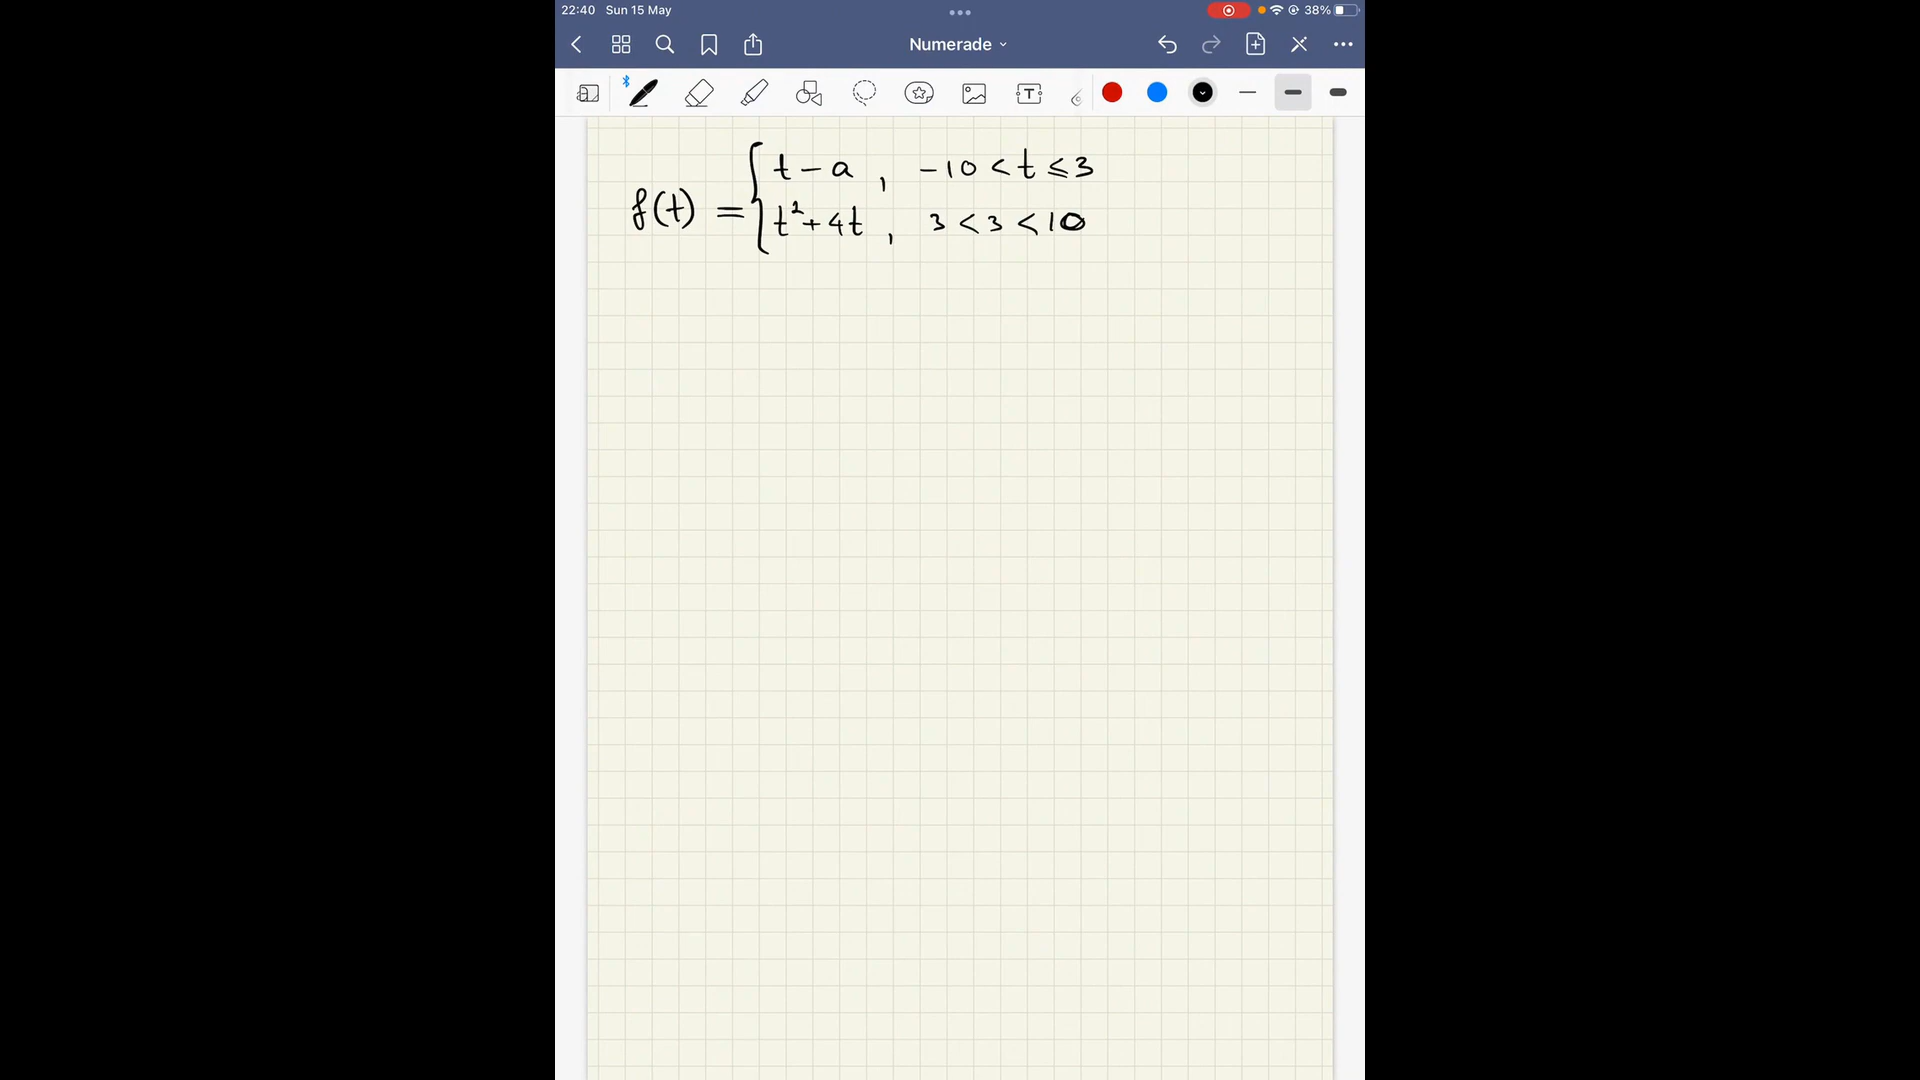 22:40 Sun 15 May 38%
Numerade
T
f(t) = { t - a , -10 < t ≤ 3
t² + 4t , 3 < 3 < 10